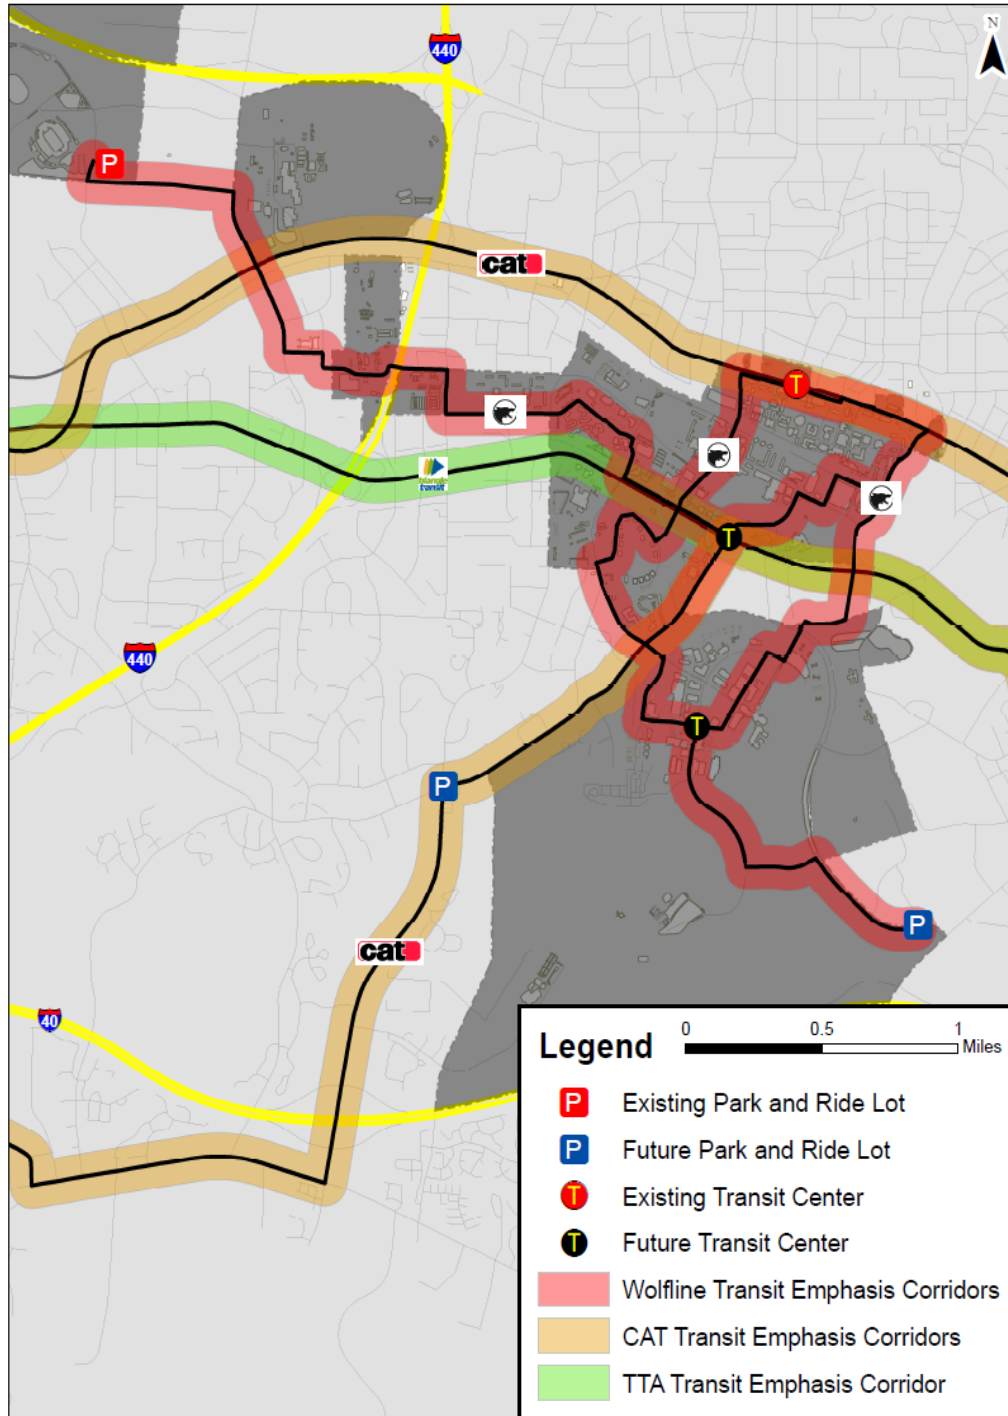 N
440
P
cat
T
triangle
transit
T
440
T
P
P
cat
40
Legend
0 0.5 1
Miles
P Existing Park and Ride Lot
P Future Park and Ride Lot
T Existing Transit Center
T Future Transit Center
Wolfline Transit Emphasis Corridors
CAT Transit Emphasis Corridors
TTA Transit Emphasis Corridor